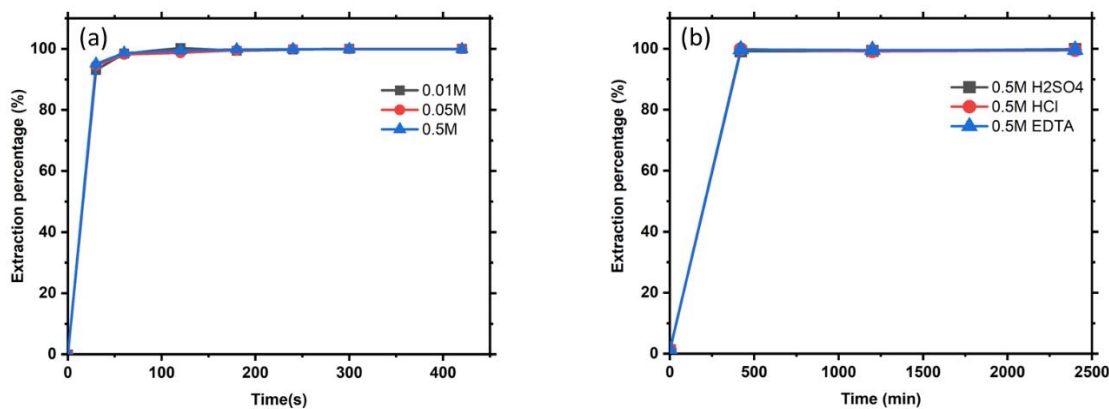 (a)
Extraction percentage (%)
100
80
60
40
20
0
0.01M
0.05M
0.5M
0
100
200
300
400
Time(s)
(b)
Extraction percentage (%)
100
80
60
40
20
0
0.5M H2SO4
0.5M HCl
0.5M EDTA
0
500
1000
1500
2000
2500
Time (min)